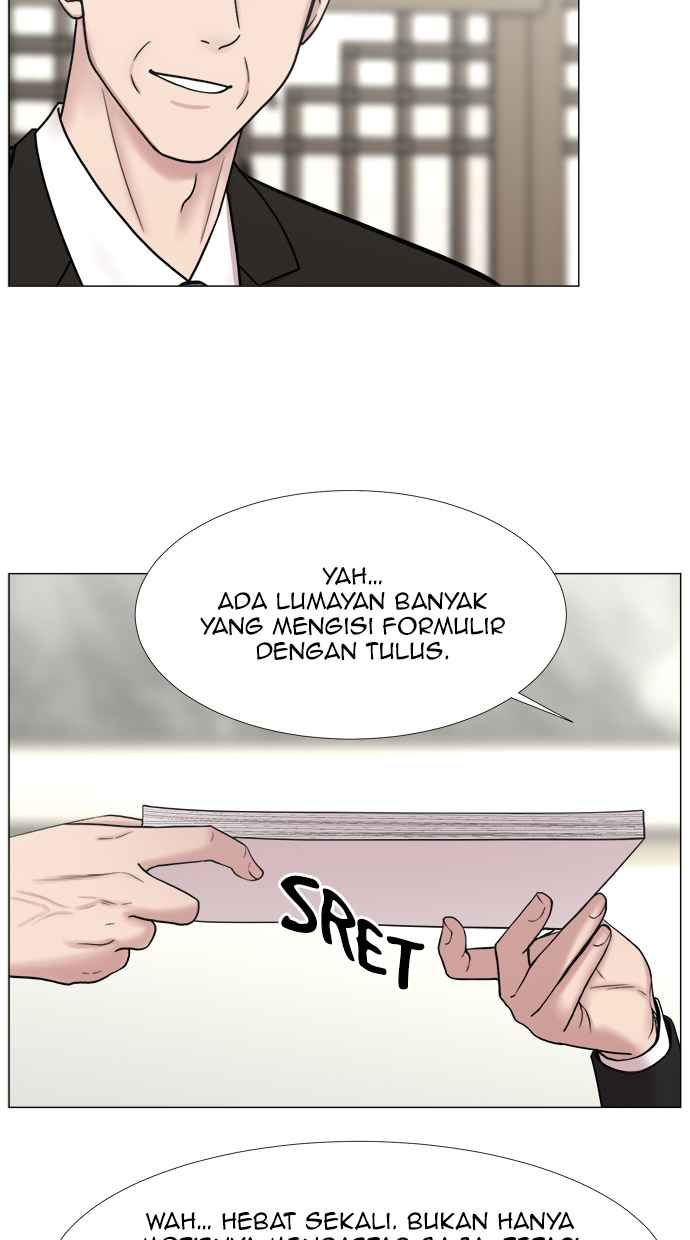 YAH...
ADA LUMAYAN BANYAK
YANG MENGISI FORMULIR
DENGAN TULUS.
SRET
WAH... HEBAT SEKALI. BUKAN HANYA